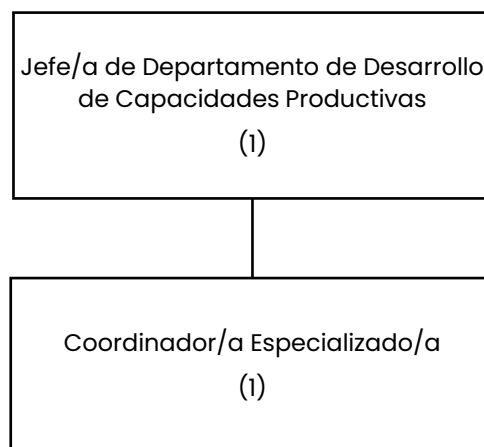 Jefe/a de Departamento de Desarrollo
de Capacidades Productivas
(1)
Coordinador/a Especializado/a
(1)